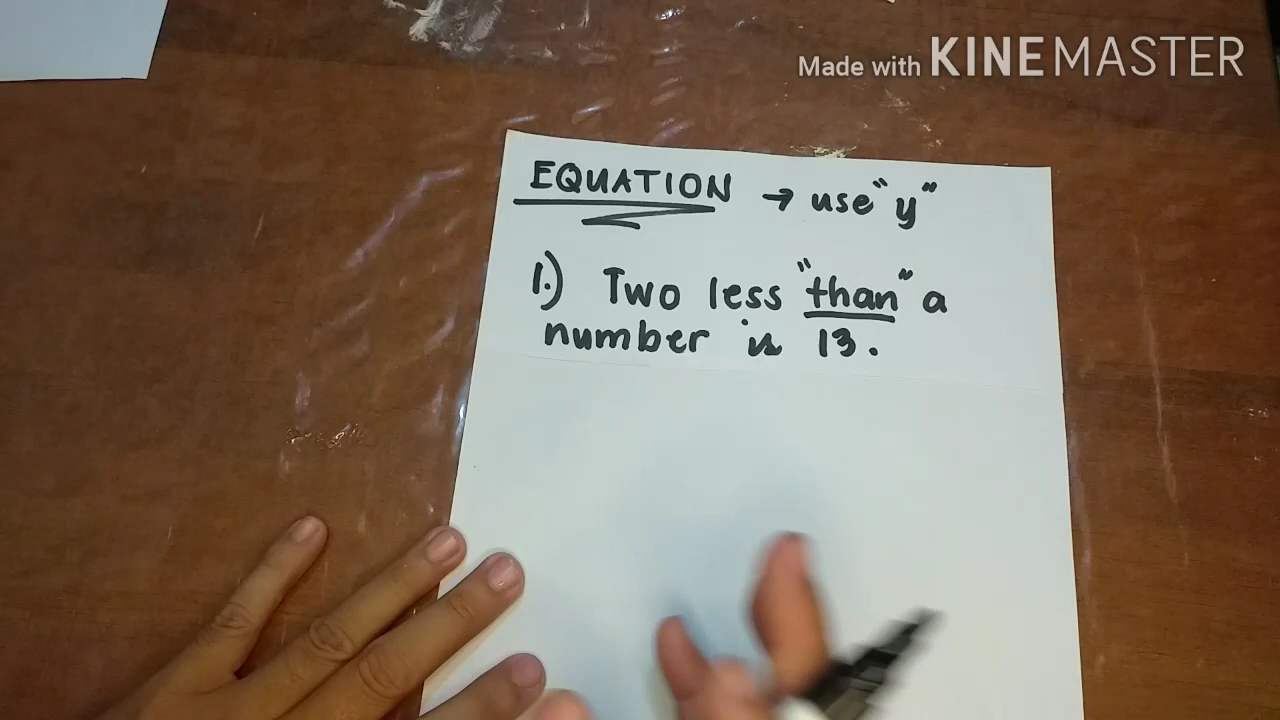 Made with KINEMASTER
EQUATION → use "y"
1.) Two less "than" a
number is 13.